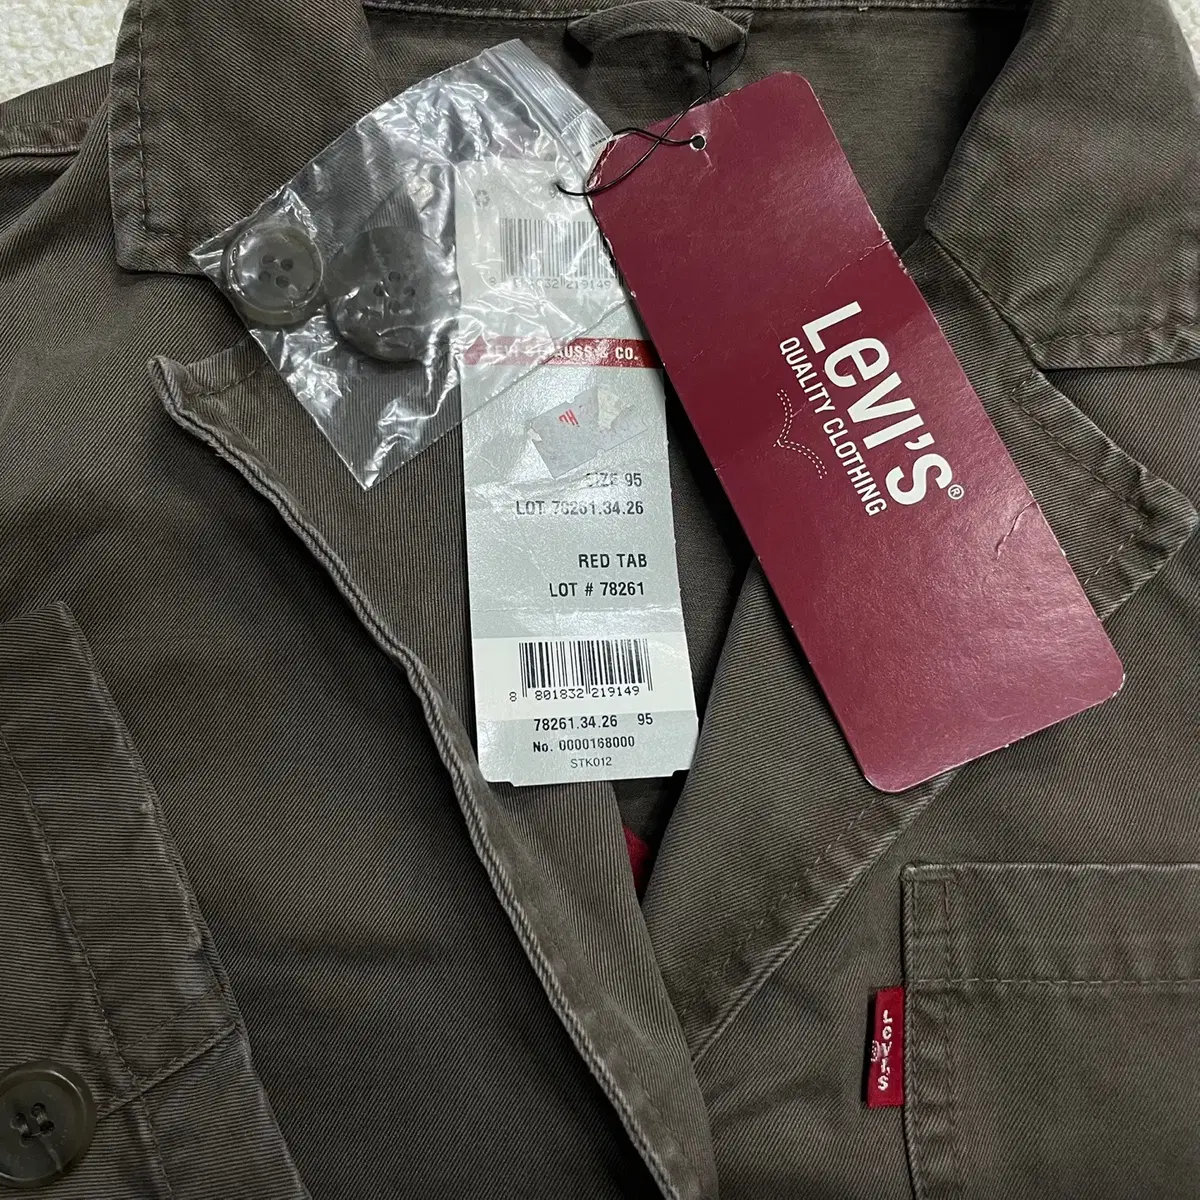 219149
LEVI STRAUSS & CO.
SIZE 95
LOT 78261.34.26
RED TAB
LOT # 78261
8 801832 219149
78261.34.26 95
No. 0000168000
STK012
Levi's®
QUALITY CLOTHING
LEVI'S